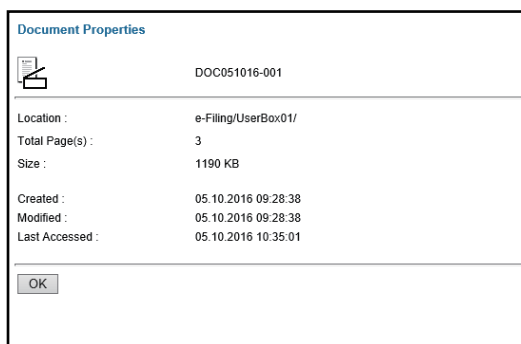 Document Properties
DOC051016-001
Location : e-Filing/UserBox01/
Total Page(s) : 3
Size : 1190 KB
Created : 05.10.2016 09:28:38
Modified : 05.10.2016 09:28:38
Last Accessed : 05.10.2016 10:35:01
OK